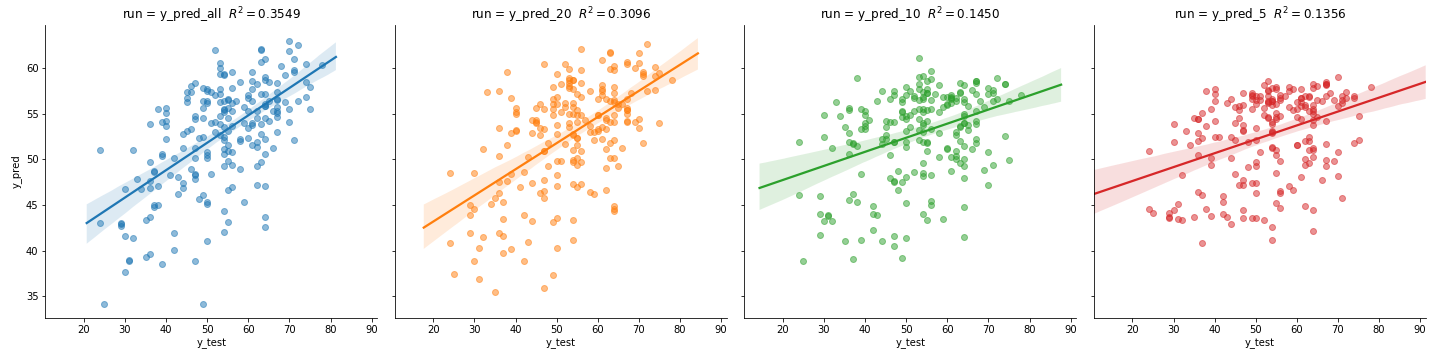 run = y_pred_all R² = 0.3549
run = y_pred_20 R² = 0.3096
run = y_pred_10 R² = 0.1450
run = y_pred_5 R² = 0.1356
y_pred
60
55
50
45
40
35
20 30 40 50 60 70 80 90
20 30 40 50 60 70 80 90
20 30 40 50 60 70 80 90
20 30 40 50 60 70 80 90
y_test
y_test
y_test
y_test